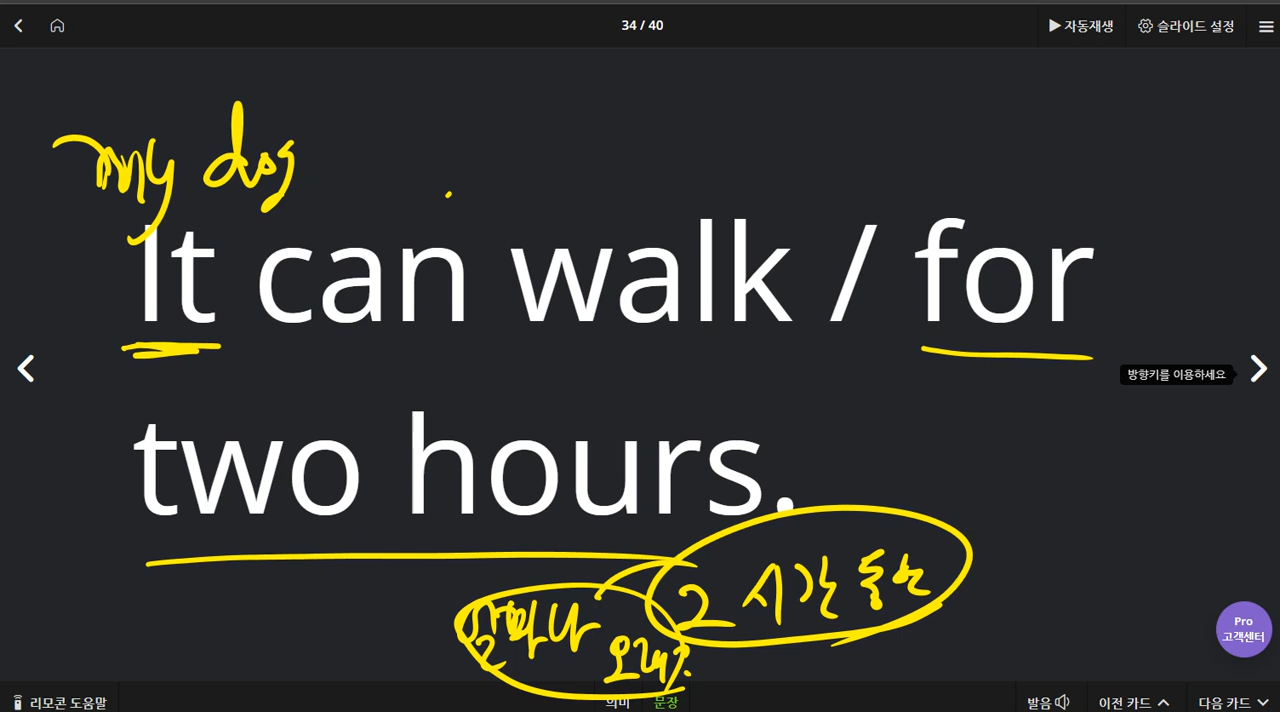 34 / 40
자동재생
슬라이드 설정
my dog
It can walk / for
방향키를 이용하세요
two hours.
2 시간 동안
얼마나
오래?
Pro
고객센터
리모콘 도움말
의미
문장
발음
이전 카드
다음 카드